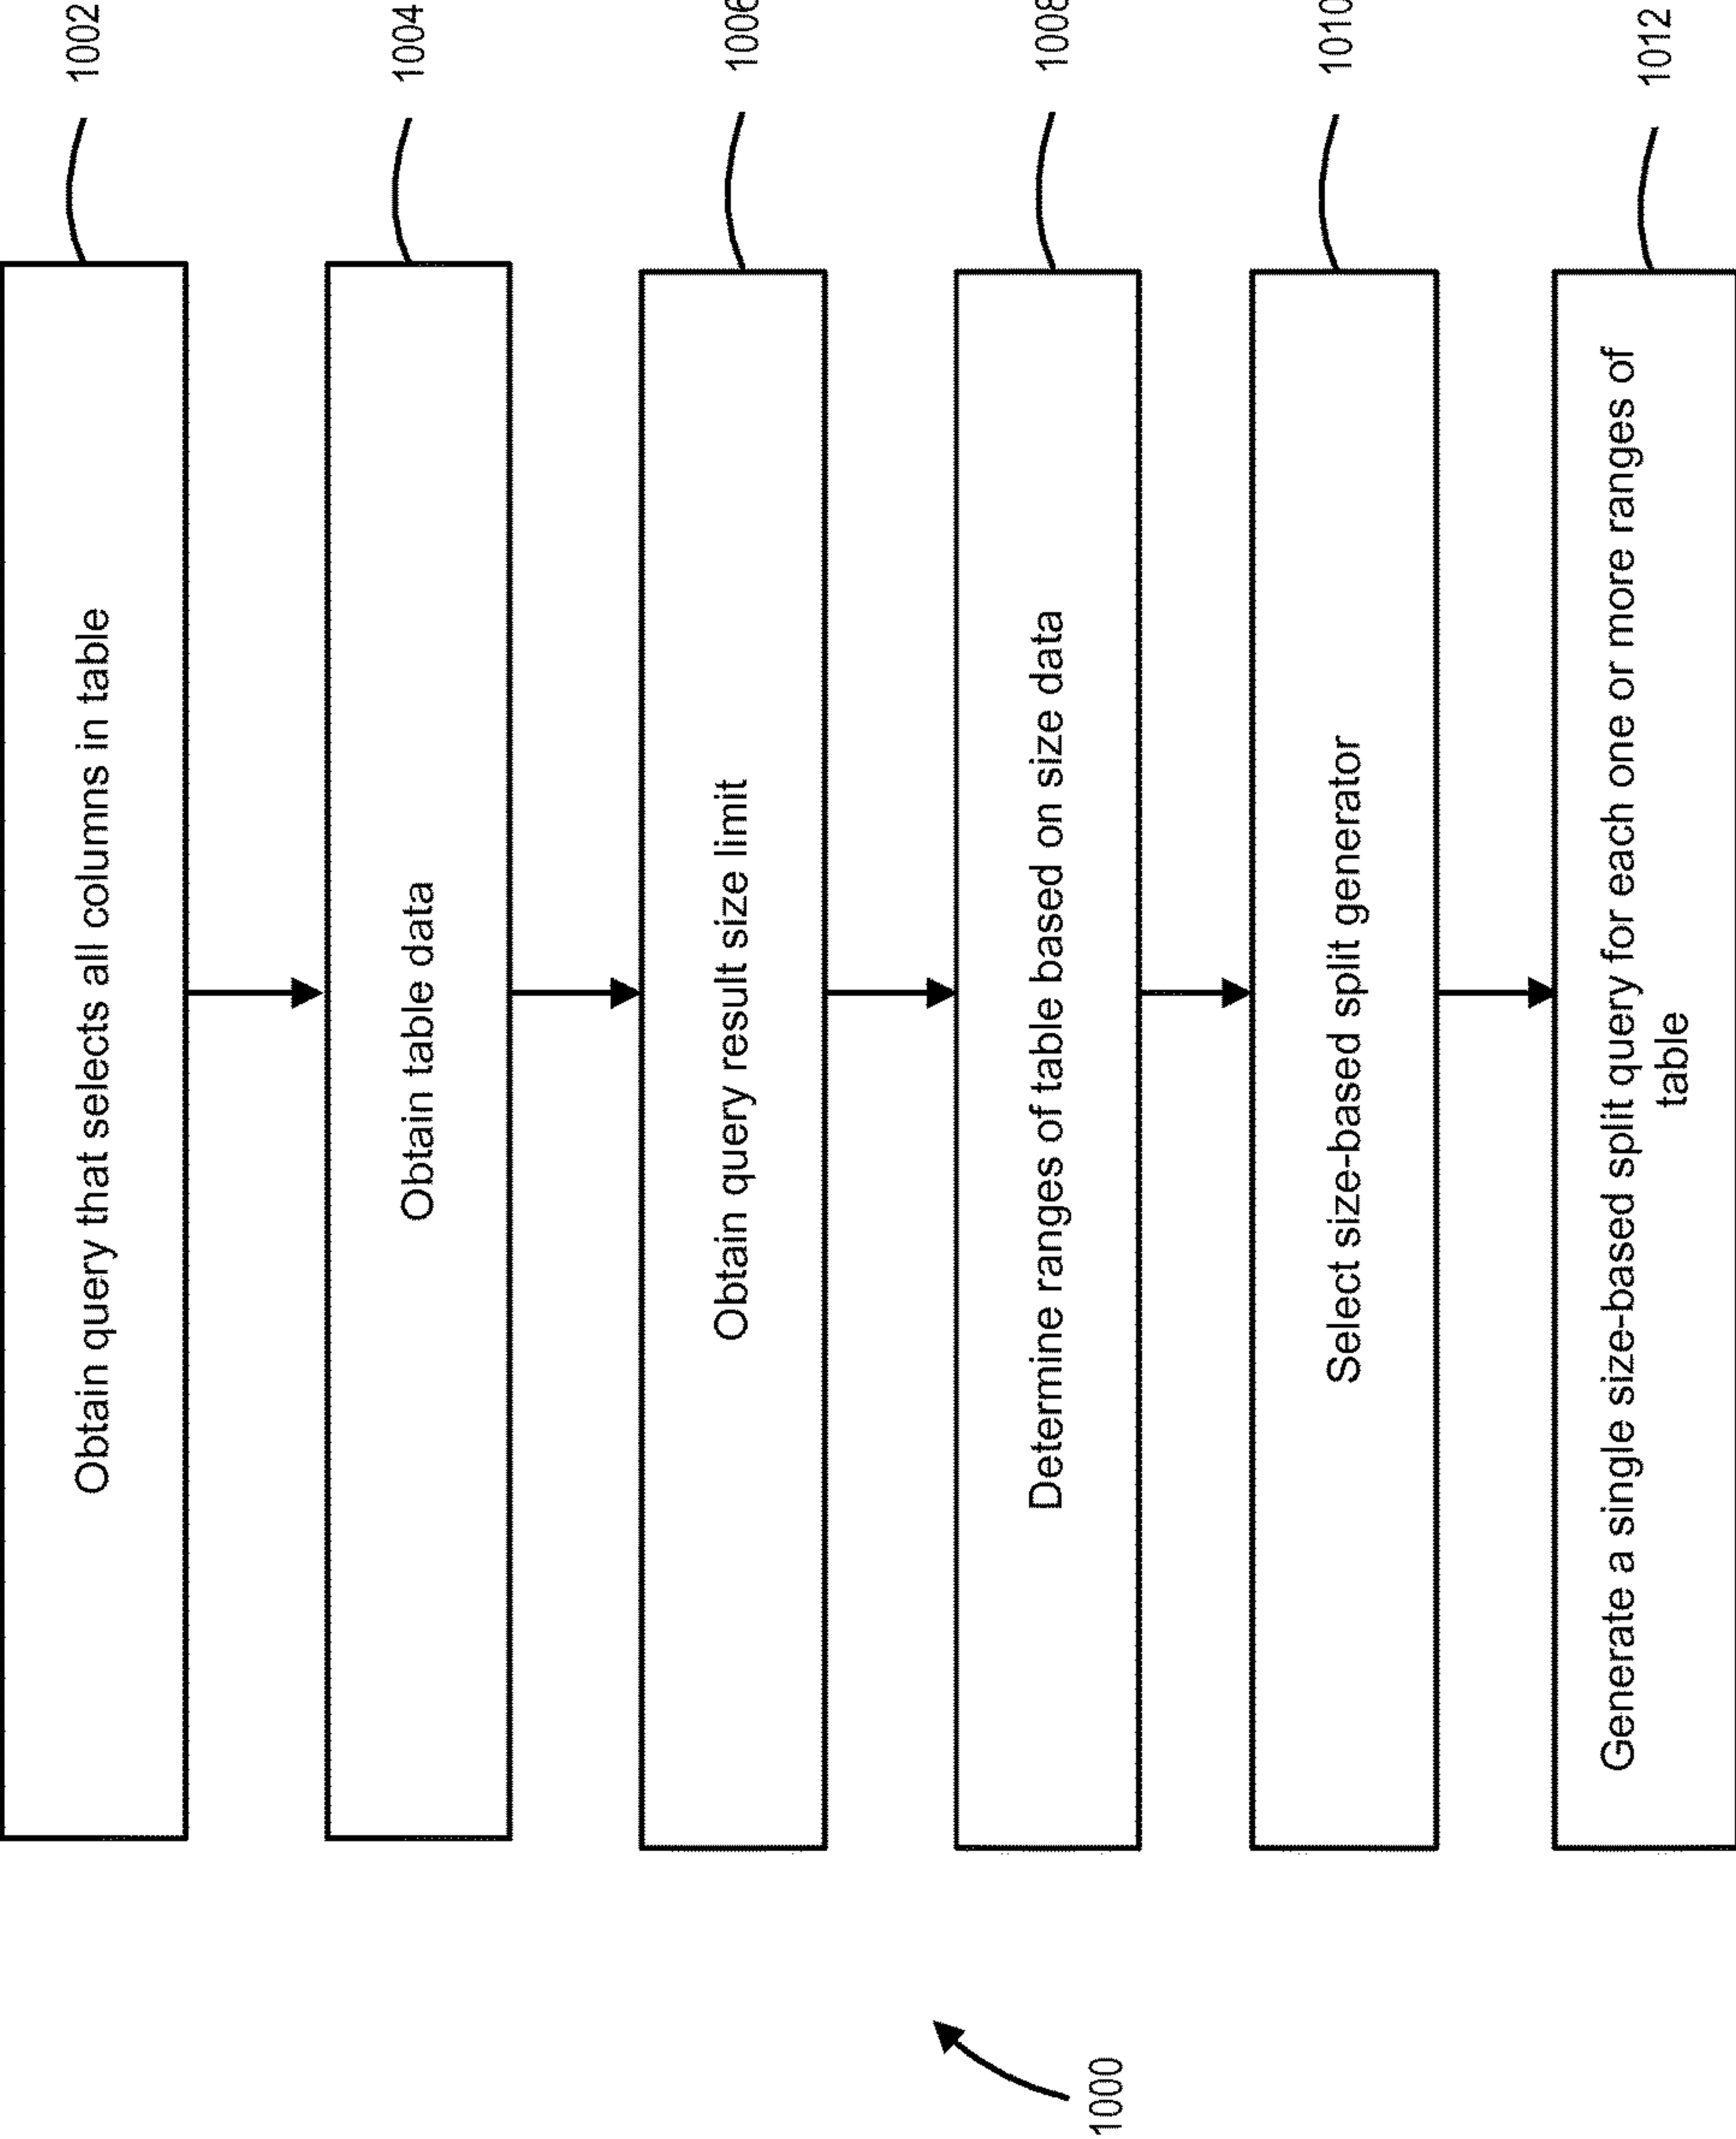 Obtain query that selects all columns in table
1002
Obtain table data
1004
Obtain query result size limit
1006
Determine ranges of table based on size data
1008
Select size-based split generator
1010
Generate a single size-based split query for each one or more ranges of
table
1012
1000